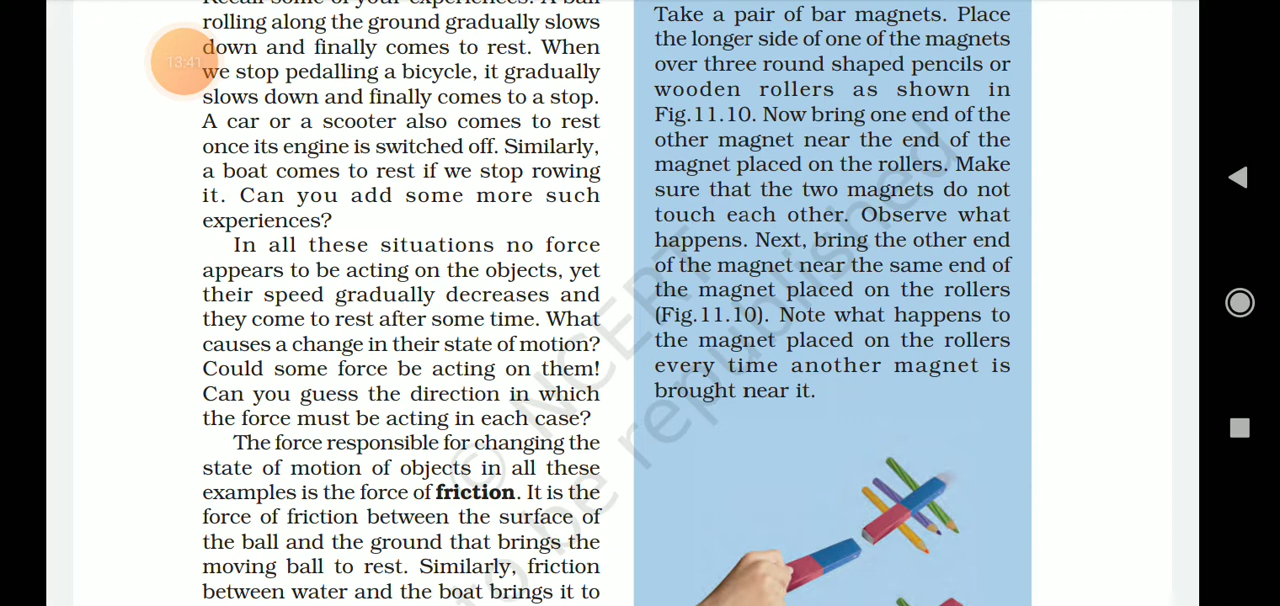 Recall some of your experiences. A ball
rolling along the ground gradually slows
down and finally comes to rest. When
we stop pedalling a bicycle, it gradually
slows down and finally comes to a stop.
A car or a scooter also comes to rest
once its engine is switched off. Similarly,
a boat comes to rest if we stop rowing
it. Can you add some more such
experiences?
In all these situations no force
appears to be acting on the objects, yet
their speed gradually decreases and
they come to rest after some time. What
causes a change in their state of motion?
Could some force be acting on them!
Can you guess the direction in which
the force must be acting in each case?
The force responsible for changing the
state of motion of objects in all these
examples is the force of friction. It is the
force of friction between the surface of
the ball and the ground that brings the
moving ball to rest. Similarly, friction
between water and the boat brings it to
Take a pair of bar magnets. Place
the longer side of one of the magnets
over three round shaped pencils or
wooden rollers as shown in
Fig.11.10. Now bring one end of the
other magnet near the end of the
magnet placed on the rollers. Make
sure that the two magnets do not
touch each other. Observe what
happens. Next, bring the other end
of the magnet near the same end of
the magnet placed on the rollers
(Fig.11.10). Note what happens to
the magnet placed on the rollers
every time another magnet is
brought near it.
13:41
© NCERT
to be republished